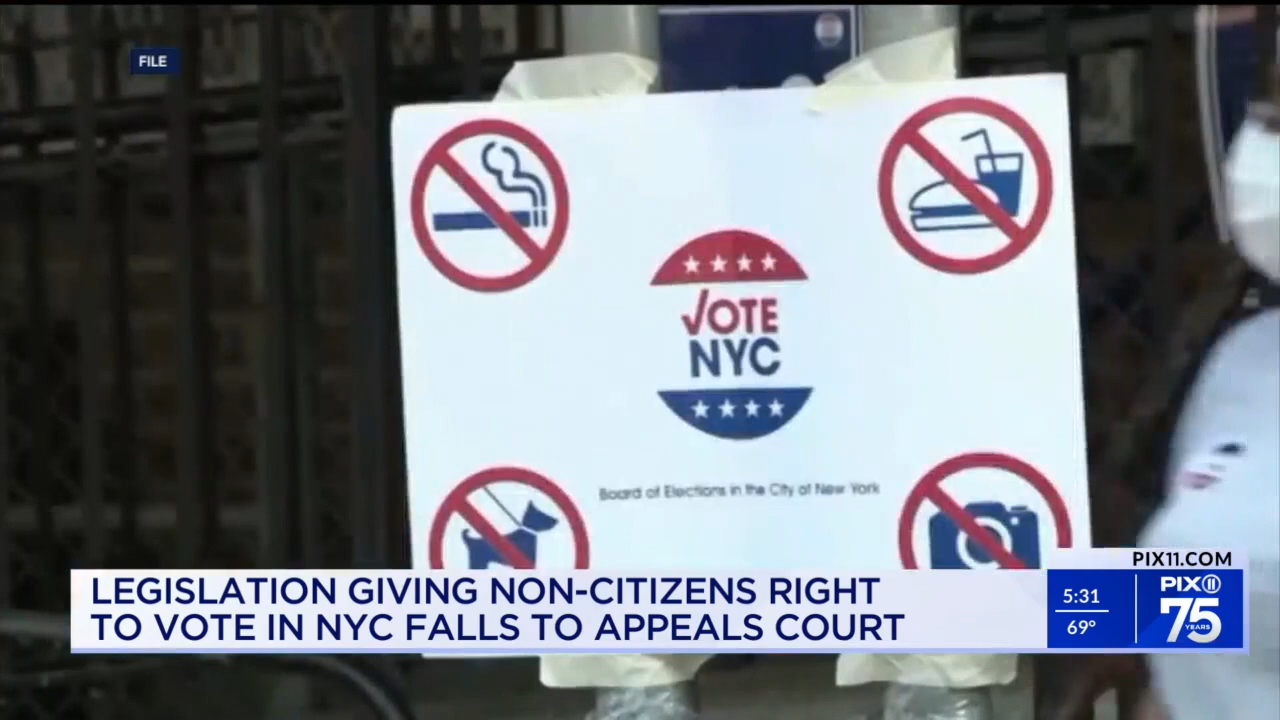 FILE
VOTE
NYC
Board of Elections in the City of New York
LEGISLATION GIVING NON-CITIZENS RIGHT
TO VOTE IN NYC FALLS TO APPEALS COURT
PIX11.COM
5:31
69°
PIX11
75
YEARS